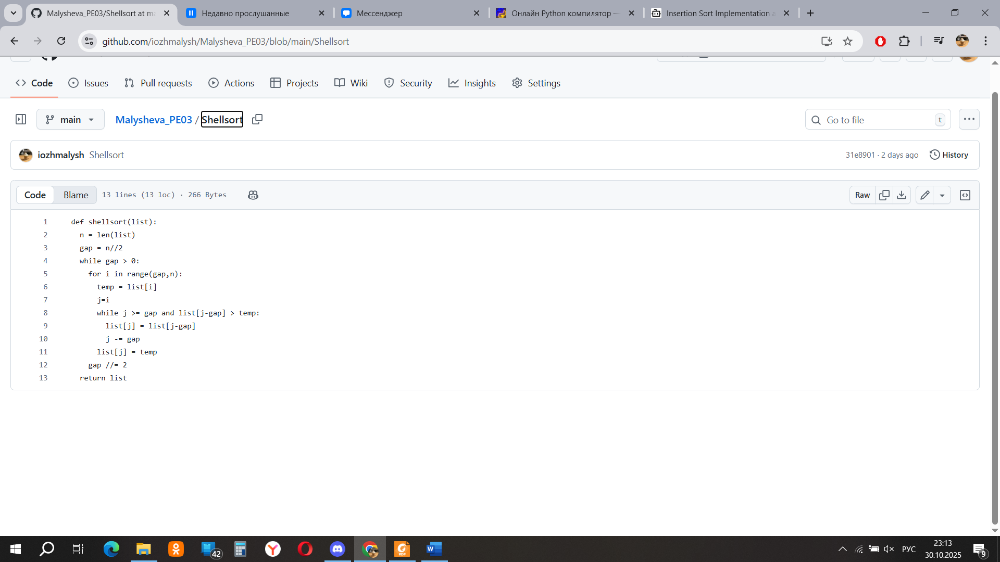 Malysheva_PE03/Shellsort at ma
Недавно прослушанные
Мессенджер
Онлайн Python компилятор —
Insertion Sort Implementation a
github.com/iozhmalysh/Malysheva_PE03/blob/main/Shellsort
Code Issues Pull requests Actions Projects Wiki Security Insights Settings
main Malysheva_PE03 / Shellsort Go to file t
iozhmalysh Shellsort 31e8901 · 2 days ago History
Code Blame 13 lines (13 loc) · 266 Bytes Raw
1 def shellsort(list):
2 n = len(list)
3 gap = n//2
4 while gap > 0:
5 for i in range(gap,n):
6 temp = list[i]
7 j=i
8 while j >= gap and list[j-gap] > temp:
9 list[j] = list[j-gap]
10 j -= gap
11 list[j] = temp
12 gap //= 2
13 return list
42
PDF
W
РУС
23:13
30.10.2025
9